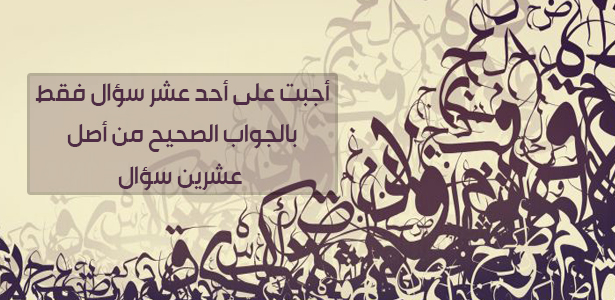 أجبت على أحد عشر سؤال فقط
بالجواب الصحيح من أصل
عشرين سؤال